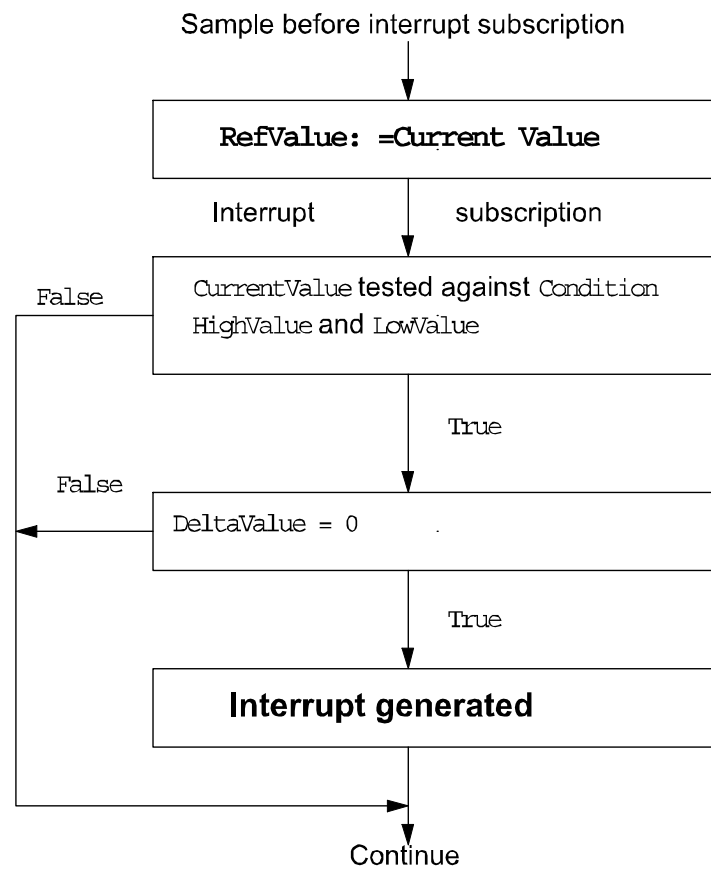 Sample before interrupt subscription
RefValue: =Current Value
Interrupt subscription
CurrentValue tested against Condition
HighValue and LowValue
False
True
False
DeltaValue = 0
True
Interrupt generated
Continue